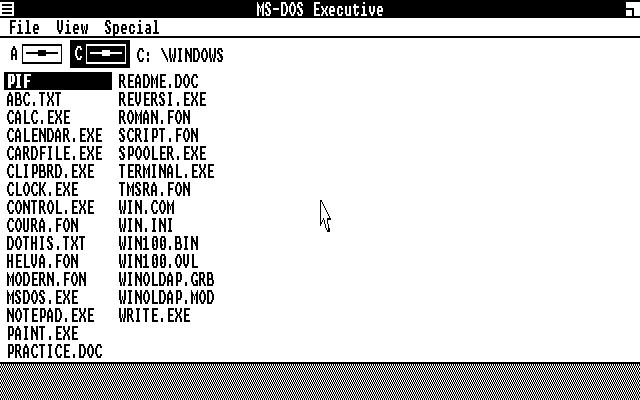 MS-DOS Executive
File View Special
A C C: \WINDOWS
PIF
ABC.TXT
CALC.EXE
CALENDAR.EXE
CARDFILE.EXE
CLIPBRD.EXE
CLOCK.EXE
CONTROL.EXE
COURA.FON
DOTHIS.TXT
HELVA.FON
MODERN.FON
MSDOS.EXE
NOTEPAD.EXE
PAINT.EXE
PRACTICE.DOC
README.DOC
REVERSI.EXE
ROMAN.FON
SCRIPT.FON
SPOOLER.EXE
TERMINAL.EXE
TMSRA.FON
WIN.COM
WIN.INI
WIN100.BIN
WIN100.OVL
WINOLDAP.GRB
WINOLDAP.MOD
WRITE.EXE